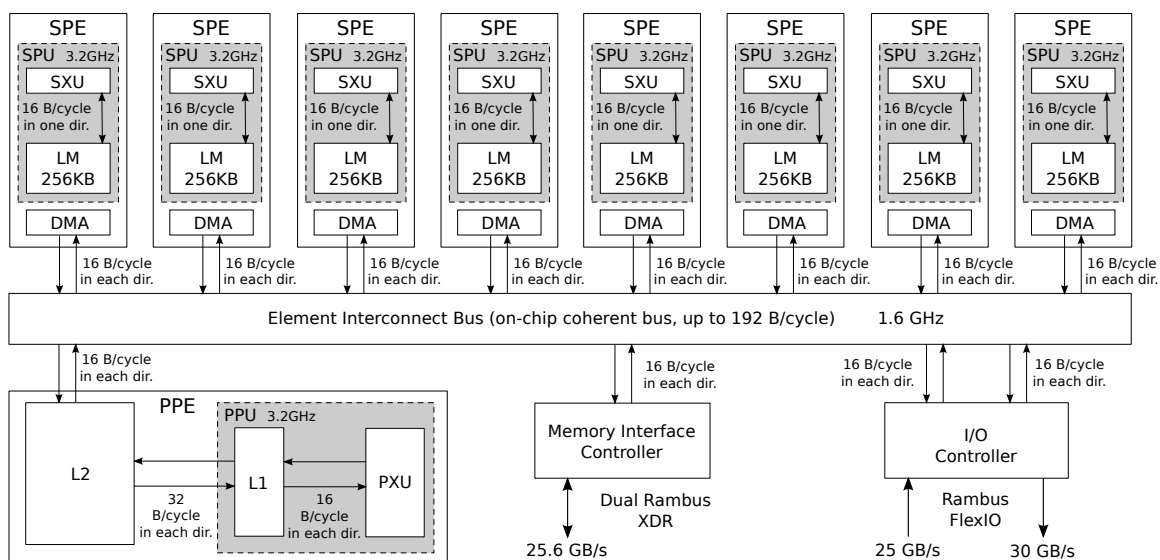 SPE SPE SPE SPE SPE SPE SPE SPE
SPU 3.2GHz SPU 3.2GHz SPU 3.2GHz SPU 3.2GHz SPU 3.2GHz SPU 3.2GHz SPU 3.2GHz SPU 3.2GHz
SXU SXU SXU SXU SXU SXU SXU SXU
16 B/cycle 16 B/cycle 16 B/cycle 16 B/cycle 16 B/cycle 16 B/cycle 16 B/cycle 16 B/cycle
in one dir. in one dir. in one dir. in one dir. in one dir. in one dir. in one dir. in one dir.
LM LM LM LM LM LM LM LM
256KB 256KB 256KB 256KB 256KB 256KB 256KB 256KB
DMA DMA DMA DMA DMA DMA DMA DMA
16 B/cycle 16 B/cycle 16 B/cycle 16 B/cycle 16 B/cycle 16 B/cycle 16 B/cycle 16 B/cycle
in each dir. in each dir. in each dir. in each dir. in each dir. in each dir. in each dir. in each dir.
Element Interconnect Bus (on-chip coherent bus, up to 192 B/cycle) 1.6 GHz
16 B/cycle 16 B/cycle 16 B/cycle 16 B/cycle
in each dir. in each dir. in each dir. in each dir.
PPE
PPU 3.2GHz
L2
L1
PXU
32
B/cycle
in each dir.
16
B/cycle
in each dir.
Memory Interface
Controller
Dual Rambus
XDR
25.6 GB/s
I/O
Controller
Rambus
FlexIO
25 GB/s
30 GB/s